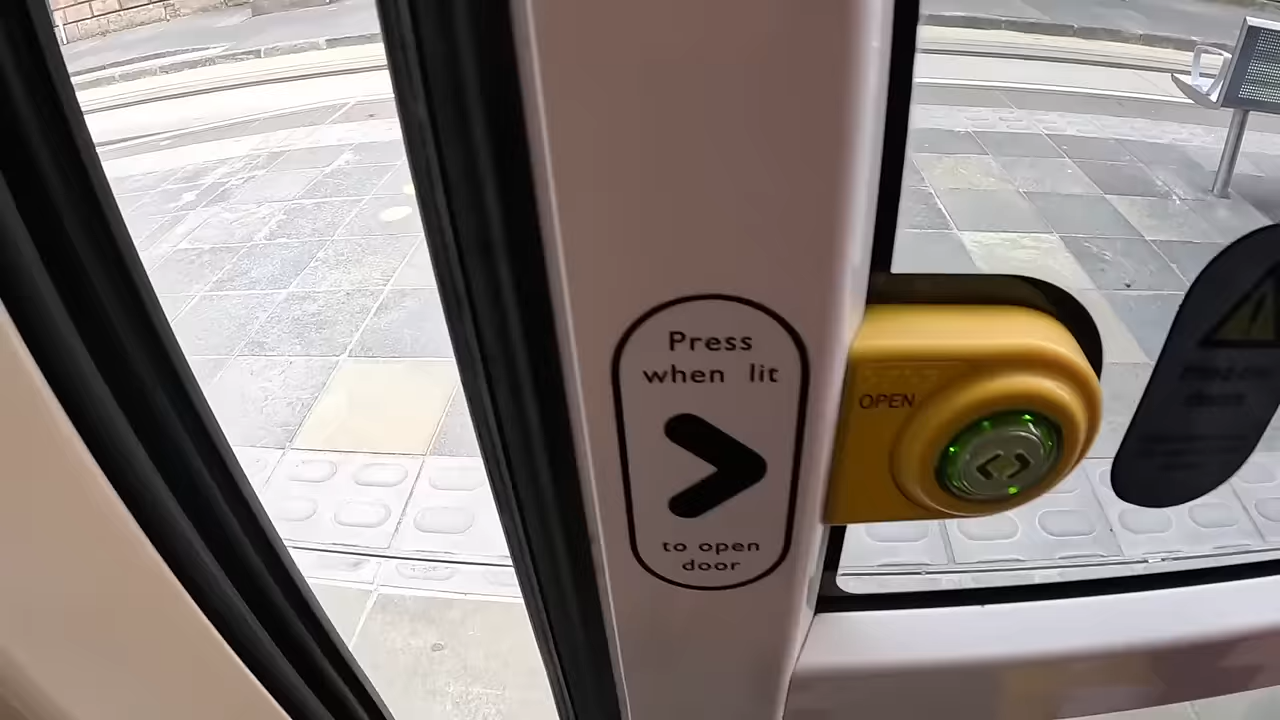 Press
when lit
to open
door
OPEN